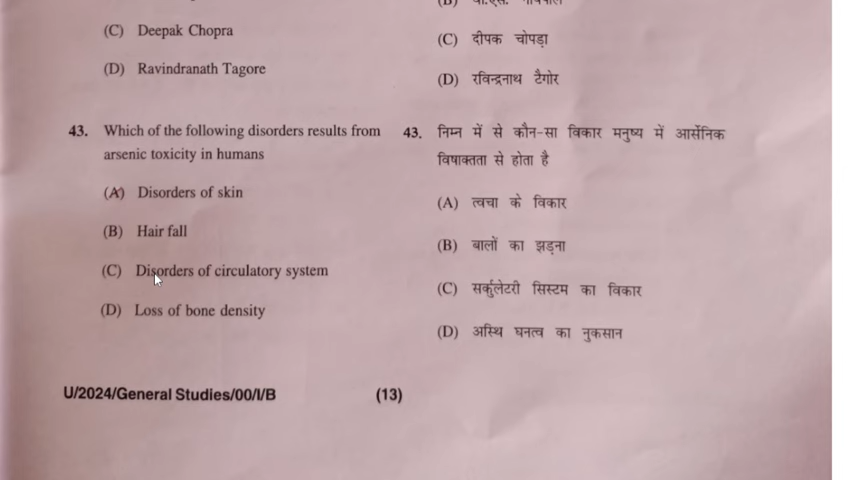 (C) Deepak Chopra
(D) Ravindranath Tagore
43. Which of the following disorders results from
arsenic toxicity in humans
(A) Disorders of skin
(B) Hair fall
(C) Disorders of circulatory system
(D) Loss of bone density
(C) दीपक चोपड़ा
(D) रविन्द्रनाथ टैगोर
43. निम्न में से कौन-सा विकार मनुष्य में आर्सेनिक
विषाक्तता से होता है
(A) त्वचा के विकार
(B) बालों का झड़ना
(C) सर्कुलेटरी सिस्टम का विकार
(D) अस्थि घनत्व का नुकसान
U/2024/General Studies/00/I/B (13)